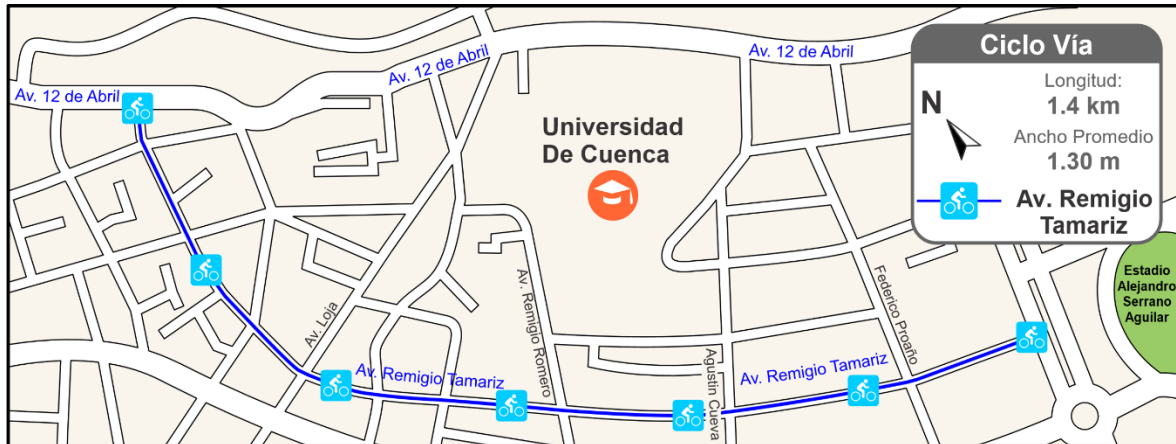 Av. 12 de Abril
Av. 12 de Abril
Av. 12 de Abril
Ciclo Vía
N
Longitud:
1.4 km
Ancho Promedio
1.30 m
Av. Remigio
Tamariz
Universidad
De Cuenca
Estadio
Alejandro
Serrano
Aguilar
Av. Loja
Av. Remigio Romero
Federico Proaño
Agustín Cueva
Av. Remigio Tamariz
Av. Remigio Tamariz